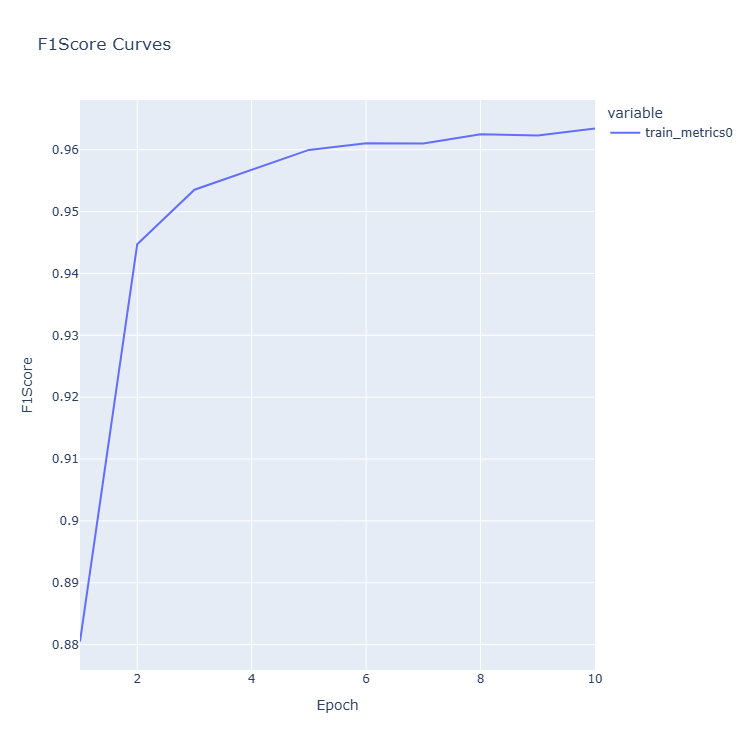 F1Score Curves
variable
train_metrics0
0.96
0.95
0.94
0.93
0.92
0.91
0.9
0.89
0.88
F1Score
2 4 6 8 10
Epoch